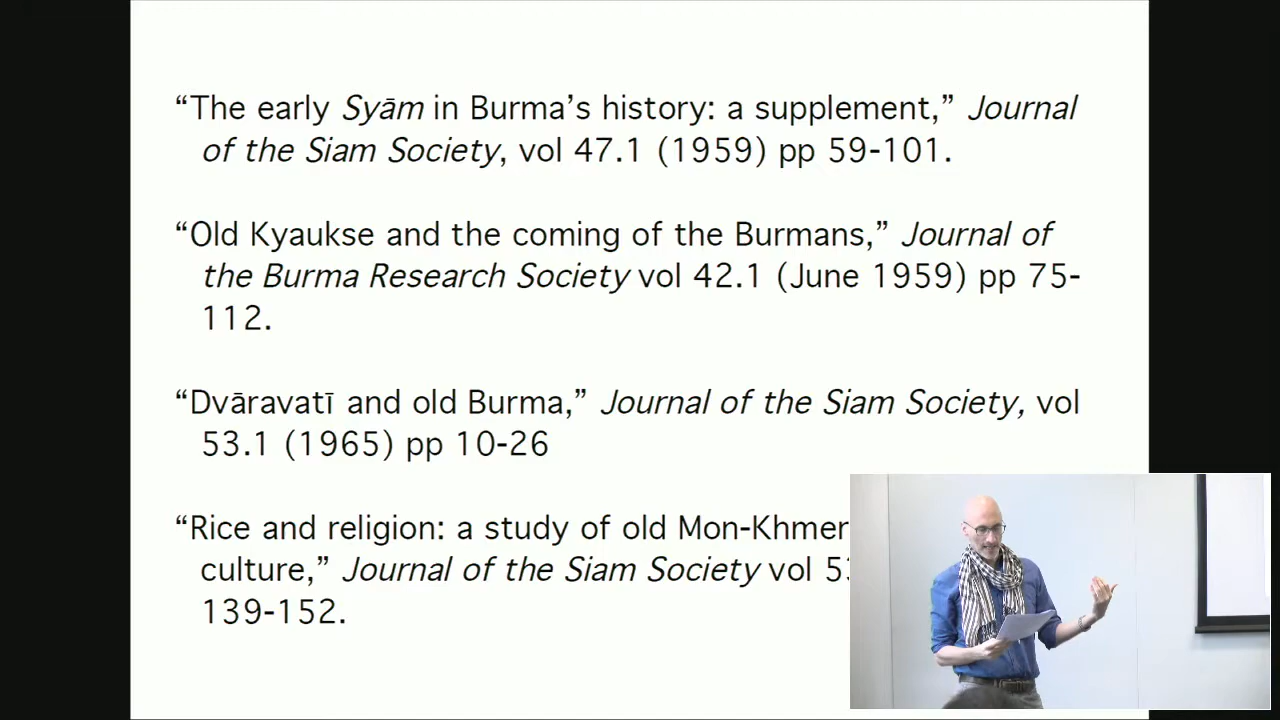 “The early Syām in Burma’s history: a supplement,” Journal
of the Siam Society, vol 47.1 (1959) pp 59-101.
“Old Kyaukse and the coming of the Burmans,” Journal of
the Burma Research Society vol 42.1 (June 1959) pp 75-
112.
“Dvāravatī and old Burma,” Journal of the Siam Society, vol
53.1 (1965) pp 10-26
“Rice and religion: a study of old Mon-Khmer
culture,” Journal of the Siam Society vol
139-152.